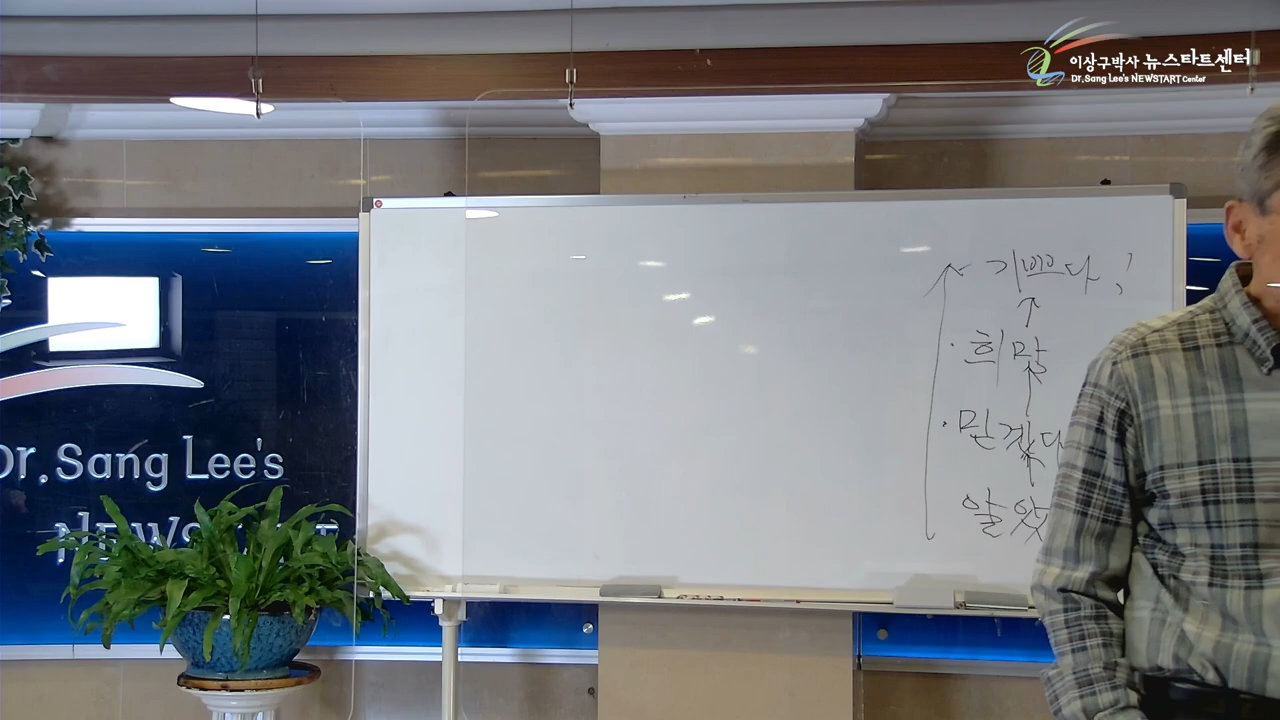 이상구박사 뉴스타트센터
Dr. Sang Lee's NEWSTART Center
기쁘다!
· 희망
· 믿겠다
알았
Dr. Sang Lee's